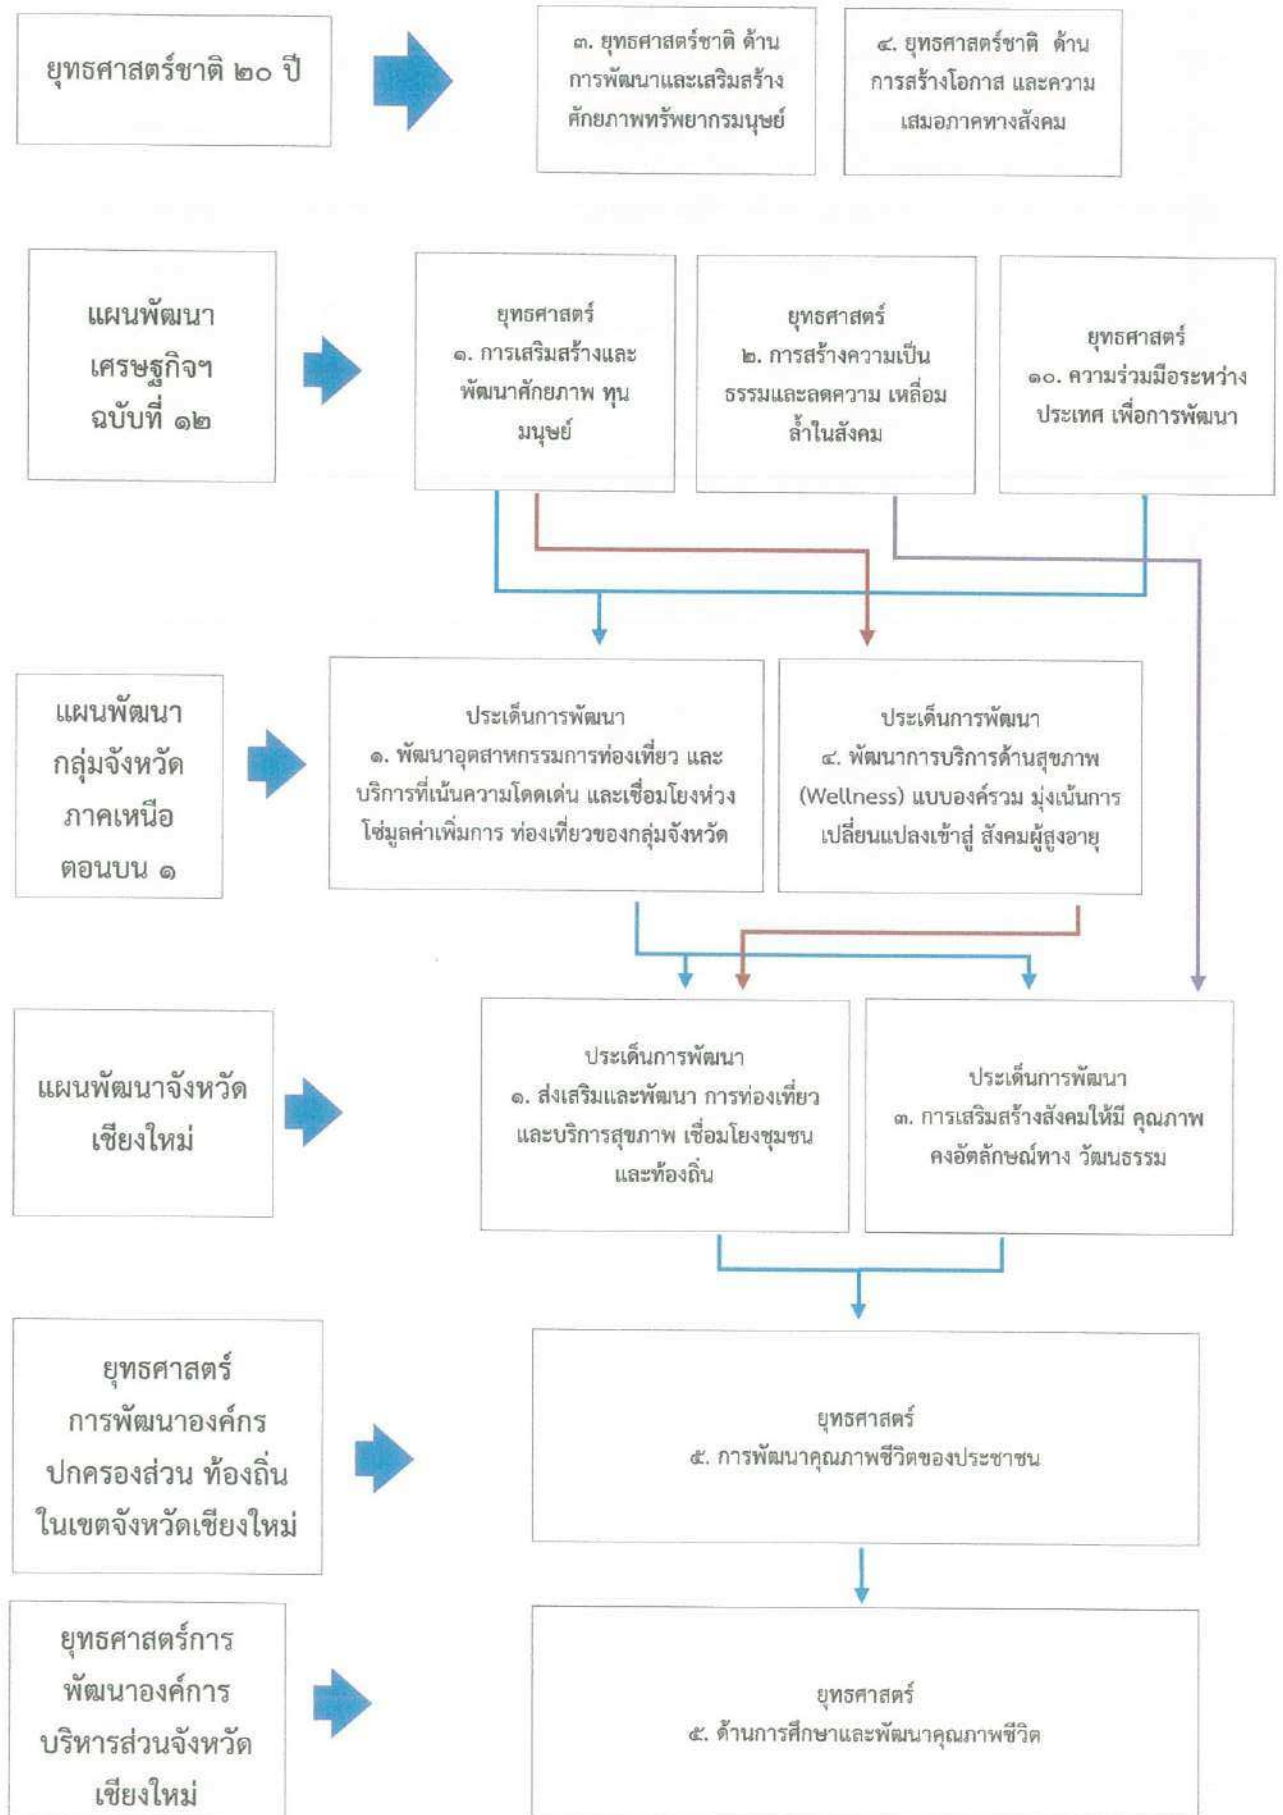 ยุทธศาสตร์ชาติ ๒๐ ปี
๓. ยุทธศาสตร์ชาติ ด้าน
การพัฒนาและเสริมสร้าง
ศักยภาพทรัพยากรมนุษย์
๔. ยุทธศาสตร์ชาติ ด้าน
การสร้างโอกาส และความ
เสมอภาคทางสังคม
แผนพัฒนา
เศรษฐกิจฯ
ฉบับที่ ๑๒
ยุทธศาสตร์
๑. การเสริมสร้างและ
พัฒนาศักยภาพ ทุน
มนุษย์
ยุทธศาสตร์
๒. การสร้างความเป็น
ธรรมและลดความ เหลื่อม
ล้ำในสังคม
ยุทธศาสตร์
๑๐. ความร่วมมือระหว่าง
ประเทศ เพื่อการพัฒนา
แผนพัฒนา
กลุ่มจังหวัด
ภาคเหนือ
ตอนบน ๑
ประเด็นการพัฒนา
๑. พัฒนาอุตสาหกรรมการท่องเที่ยว และ
บริการที่เน้นความโดดเด่น และเชื่อมโยงห่วง
โซ่มูลค่าเพิ่มการ ท่องเที่ยวของกลุ่มจังหวัด
ประเด็นการพัฒนา
๔. พัฒนาการบริการด้านสุขภาพ
(Wellness) แบบองค์รวม มุ่งเน้นการ
เปลี่ยนแปลงเข้าสู่ สังคมผู้สูงอายุ
แผนพัฒนาจังหวัด
เชียงใหม่
ประเด็นการพัฒนา
๑. ส่งเสริมและพัฒนา การท่องเที่ยว
และบริการสุขภาพ เชื่อมโยงชุมชน
และท้องถิ่น
ประเด็นการพัฒนา
๓. การเสริมสร้างสังคมให้มี คุณภาพ
คงอัตลักษณ์ทาง วัฒนธรรม
ยุทธศาสตร์
การพัฒนาองค์กร
ปกครองส่วน ท้องถิ่น
ในเขตจังหวัดเชียงใหม่
ยุทธศาสตร์
๕. การพัฒนาคุณภาพชีวิตของประชาชน
ยุทธศาสตร์การ
พัฒนาองค์การ
บริหารส่วนจังหวัด
เชียงใหม่
ยุทธศาสตร์
๕. ด้านการศึกษาและพัฒนาคุณภาพชีวิต